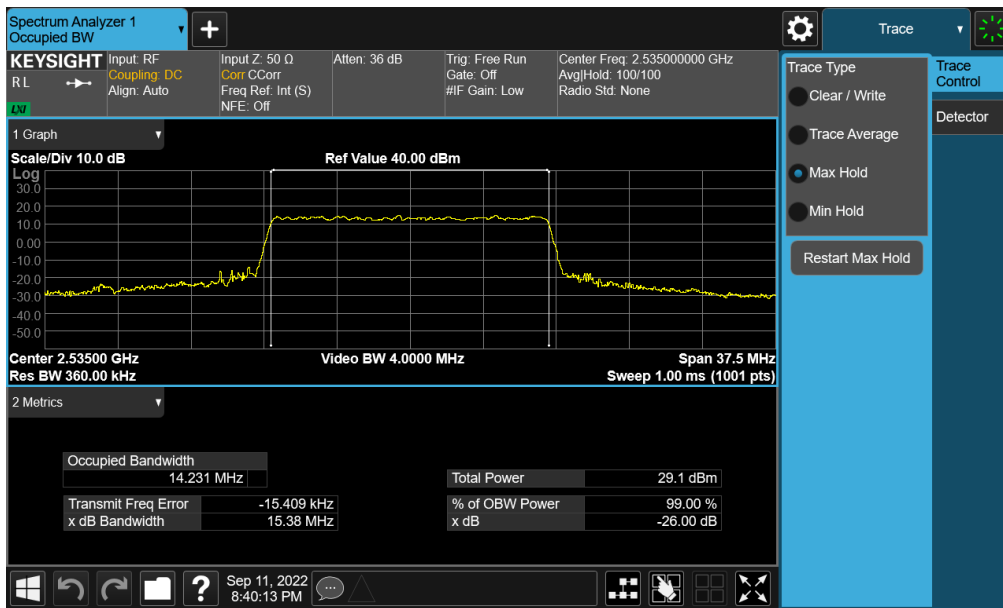 Spectrum Analyzer 1
Occupied BW
+
Trace
KEYSIGHT
R L
LXI
Input: RF
Coupling: DC
Align: Auto
Input Z: 50 Ω
Corr CCorr
Freq Ref: Int (S)
NFE: Off
Atten: 36 dB
Trig: Free Run
Gate: Off
#IF Gain: Low
Center Freq: 2.535000000 GHz
Avg|Hold: 100/100
Radio Std: None
Trace Type
Clear / Write
Trace Average
Max Hold
Min Hold
Restart Max Hold
Trace
Control
Detector
1 Graph
Scale/Div 10.0 dB
Ref Value 40.00 dBm
Log
30.0
20.0
10.0
0.00
-10.0
-20.0
-30.0
-40.0
-50.0
Center 2.53500 GHz
Video BW 4.0000 MHz
Span 37.5 MHz
Res BW 360.00 kHz
Sweep 1.00 ms (1001 pts)
2 Metrics
Occupied Bandwidth
14.231 MHz
Total Power 29.1 dBm
Transmit Freq Error -15.409 kHz
% of OBW Power 99.00 %
x dB Bandwidth 15.38 MHz
x dB -26.00 dB
?
Sep 11, 2022
8:40:13 PM